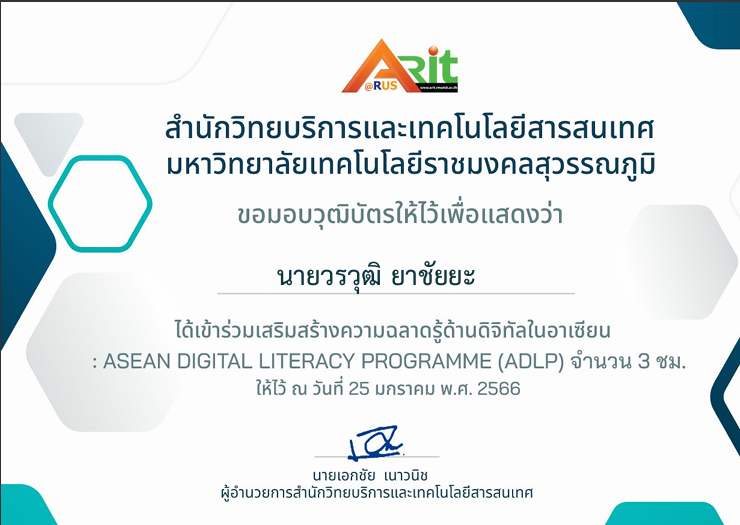 ARit
@RUS
www.arit.rmutsb.ac.th
สำนักวิทยบริการและเทคโนโลยีสารสนเทศ
มหาวิทยาลัยเทคโนโลยีราชมงคลสุวรรณภูมิ
ขอมอบวุฒิบัตรให้ไว้เพื่อแสดงว่า
นายวรวุฒิ ยาชัยยะ
ได้เข้าร่วมเสริมสร้างความฉลาดรู้ด้านดิจิทัลในอาเซียน
: ASEAN DIGITAL LITERACY PROGRAMME (ADLP) จำนวน 3 ชม.
ให้ไว้ ณ วันที่ 25 มกราคม พ.ศ. 2566
นายเอกชัย เนาวนิช
ผู้อำนวยการสำนักวิทยบริการและเทคโนโลยีสารสนเทศ